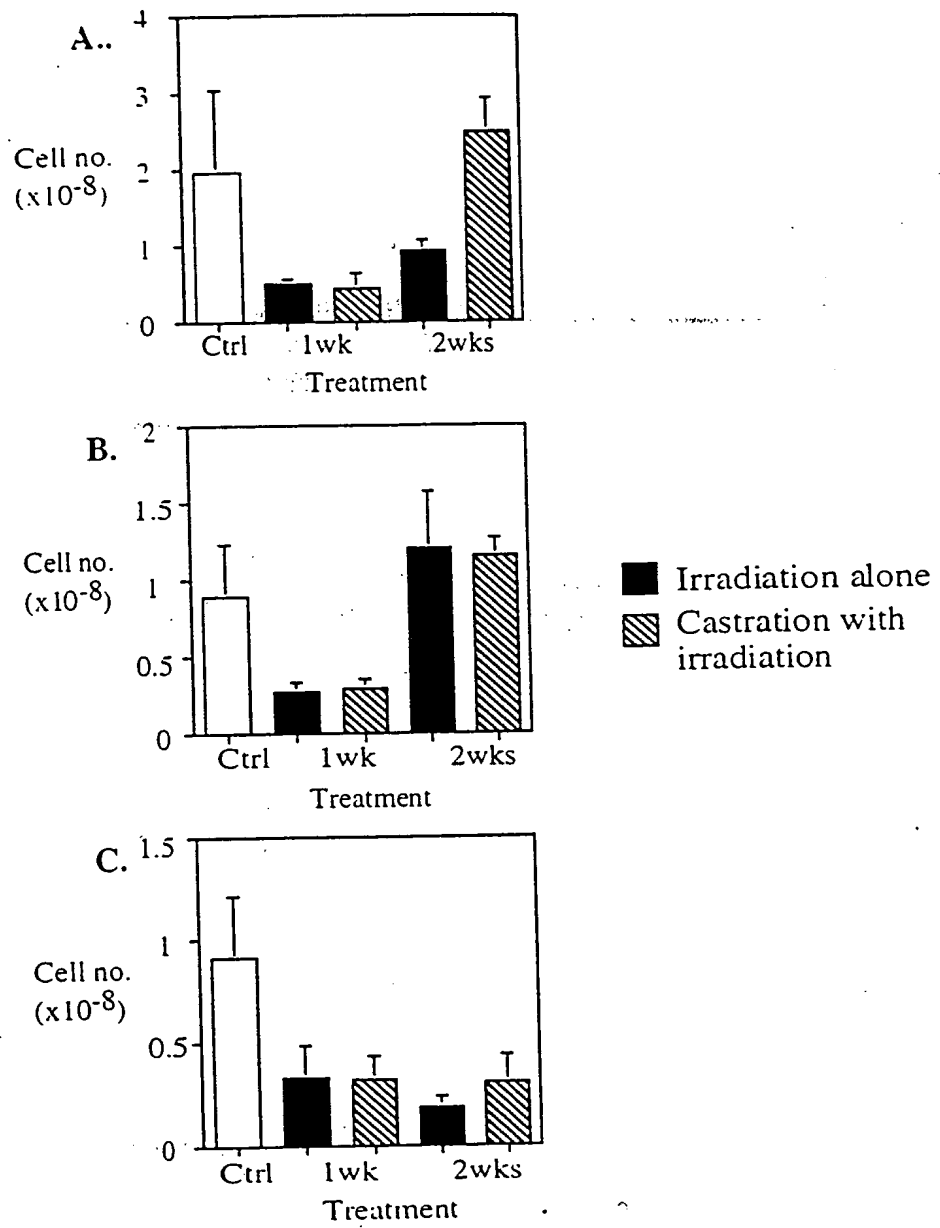 A..
4
3
2
1
0
Cell no.
(x10-8)
Ctrl 1wk 2wks
Treatment
B.
2
1.5
1
0.5
0
Cell no.
(x10-8)
Ctrl 1wk 2wks
Treatment
Irradiation alone
Castration with
irradiation
C.
1.5
1
0.5
0
Cell no.
(x10-8)
Ctrl 1wk 2wks
Treatment